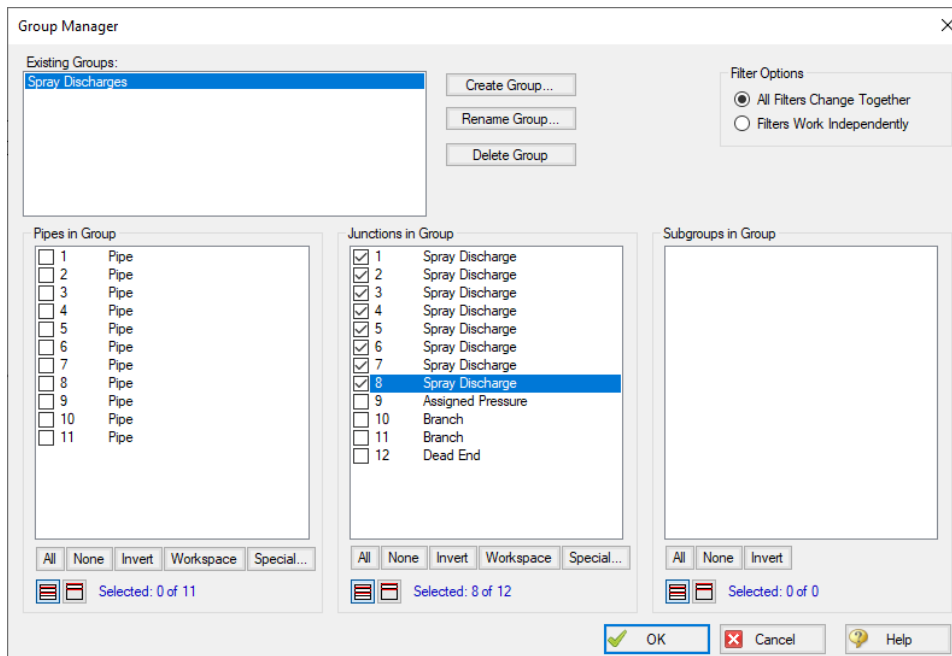 Group Manager
Existing Groups:
Spray Discharges
Create Group...
Rename Group...
Delete Group
Filter Options
All Filters Change Together
Filters Work Independently
Pipes in Group
1 Pipe
2 Pipe
3 Pipe
4 Pipe
5 Pipe
6 Pipe
7 Pipe
8 Pipe
9 Pipe
10 Pipe
11 Pipe
All None Invert Workspace Special...
Selected: 0 of 11
Junctions in Group
1 Spray Discharge
2 Spray Discharge
3 Spray Discharge
4 Spray Discharge
5 Spray Discharge
6 Spray Discharge
7 Spray Discharge
8 Spray Discharge
9 Assigned Pressure
10 Branch
11 Branch
12 Dead End
All None Invert Workspace Special...
Selected: 8 of 12
Subgroups in Group
All None Invert
Selected: 0 of 0
OK Cancel Help